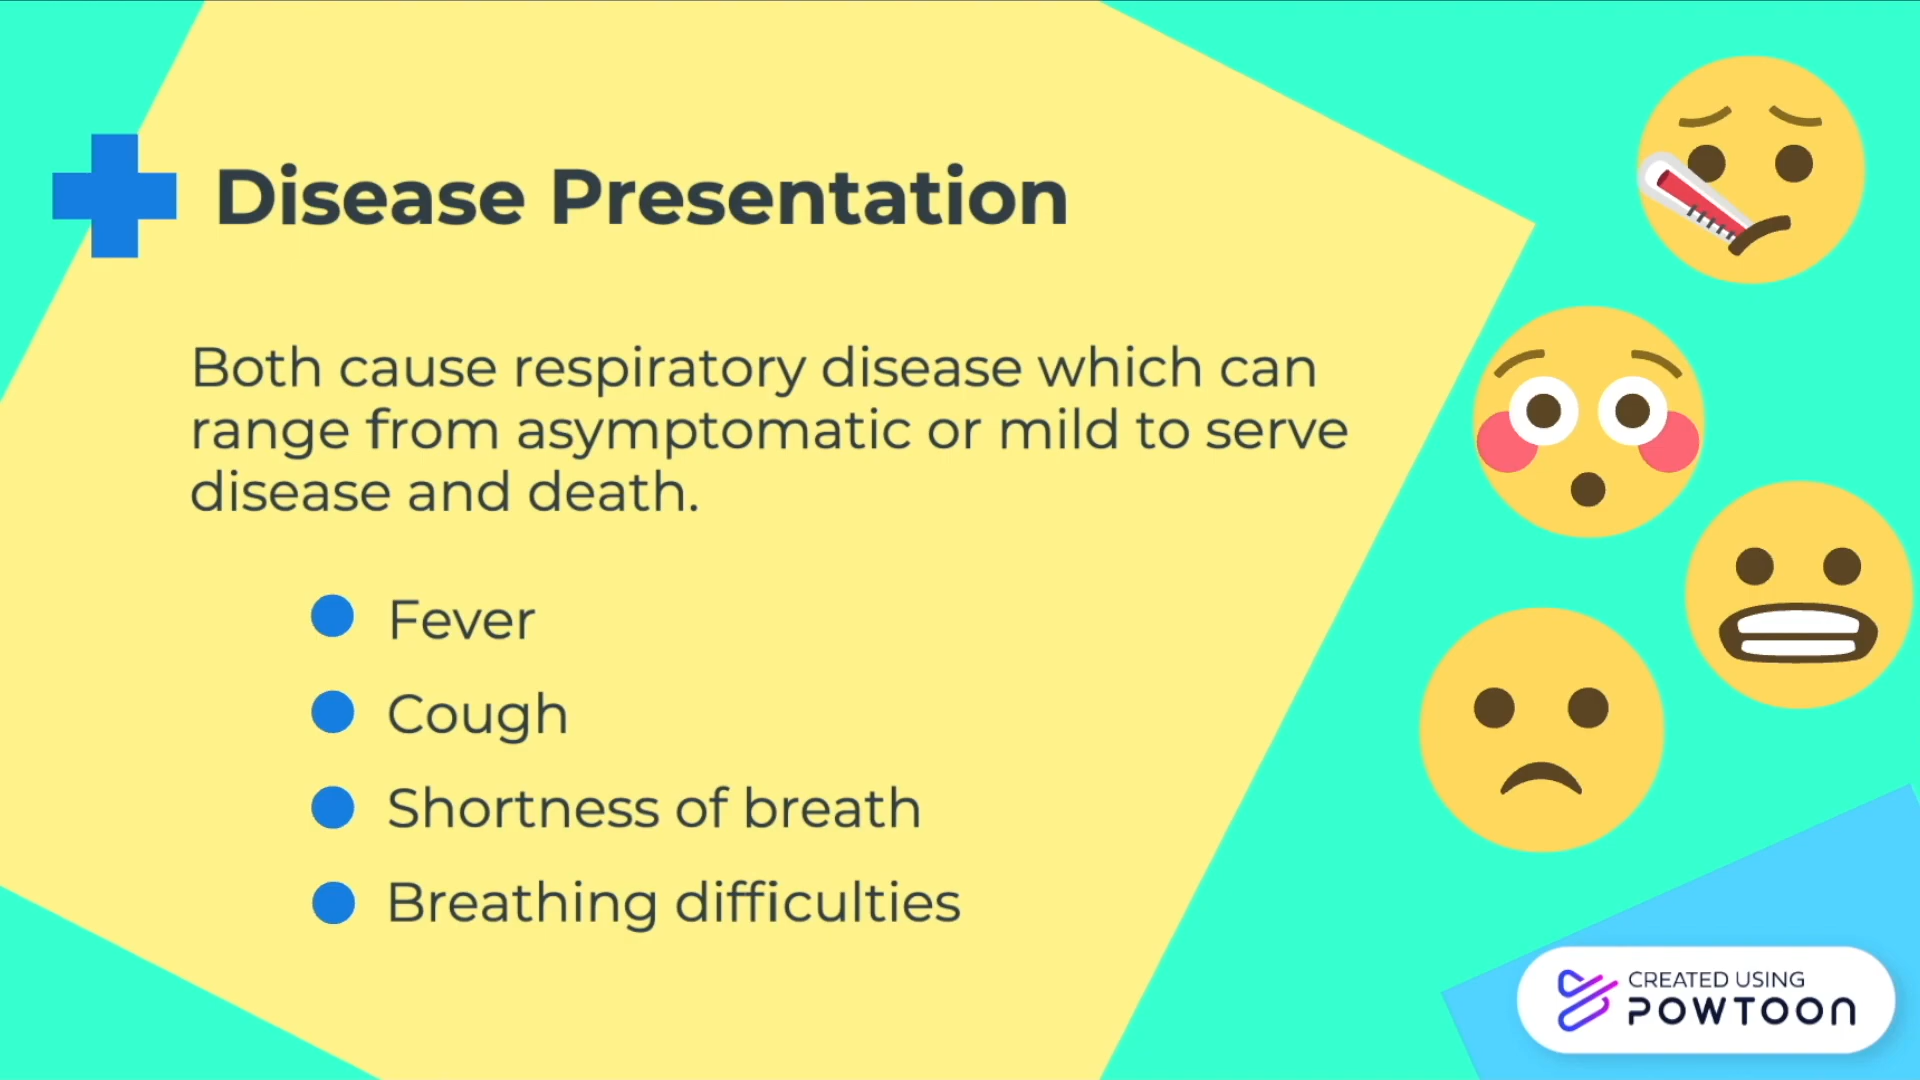 Disease Presentation
Both cause respiratory disease which can
range from asymptomatic or mild to serve
disease and death.
Fever
Cough
Shortness of breath
Breathing difficulties
CREATED USING
POWTOON